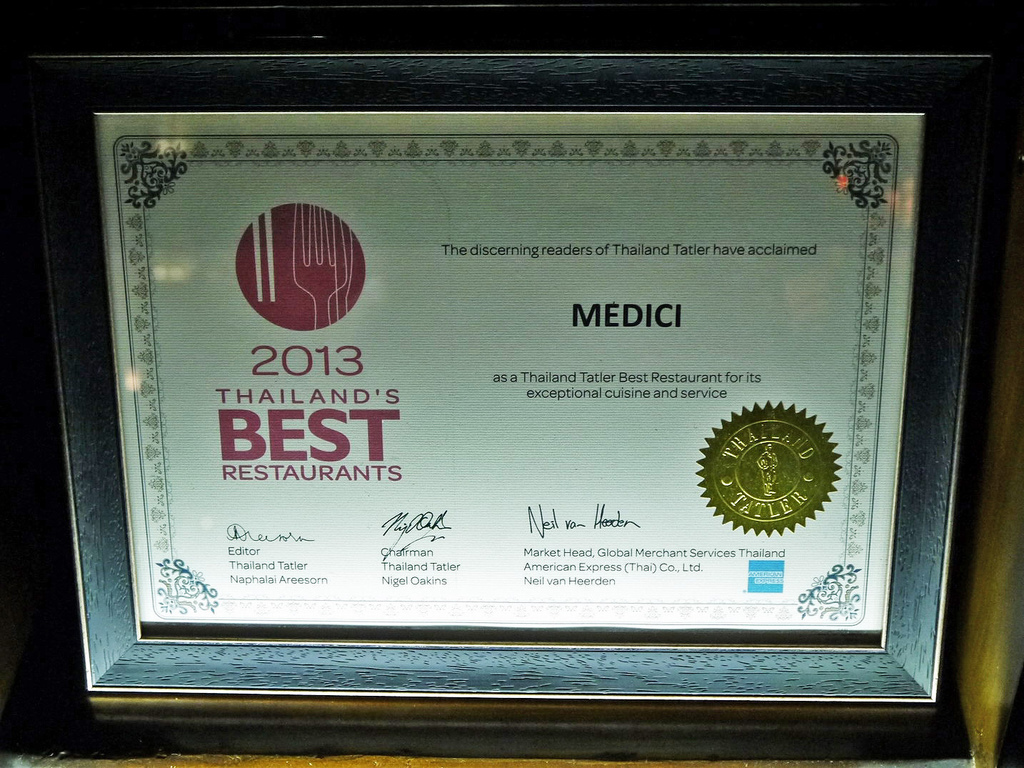 2013
THAILAND'S
BEST
RESTAURANTS
The discerning readers of Thailand Tatler have acclaimed
MEDICI
as a Thailand Tatler Best Restaurant for its
exceptional cuisine and service
THAILAND
TATLER
Neil van Heerden
Editor
Thailand Tatler
Naphalai Areesorn
Chairman
Thailand Tatler
Nigel Oakins
Market Head, Global Merchant Services Thailand
American Express (Thai) Co., Ltd.
Neil van Heerden
AMERICAN
EXPRESS